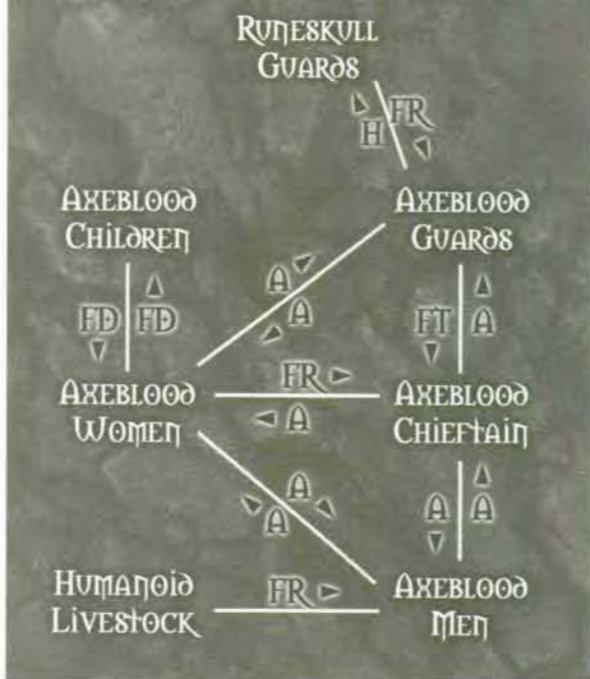 Runeskull
Guards
H FR
Axeblood
Children
Axeblood
Guards
A
A
FD FD
FT A
FR
A
Axeblood
Women
Axeblood
Chieftain
A
A
A A
Humanoid
Livestock
FR
Axeblood
Men